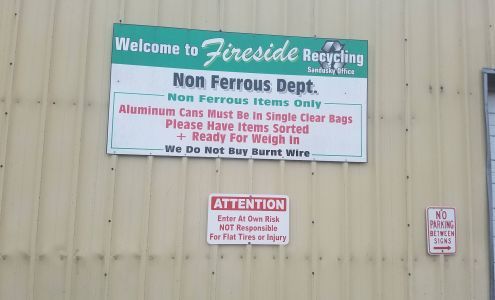 Welcome to Fireside Recycling
Sandusky Office
Non Ferrous Dept.
Non Ferrous Items Only
Aluminum Cans Must Be In Single Clear Bags
Please Have Items Sorted
+ Ready For Weigh In
We Do Not Buy Burnt Wire
ATTENTION
Enter At Own Risk
NOT Responsible
For Flat Tires or Injury
NO
PARKING
BETWEEN
SIGNS